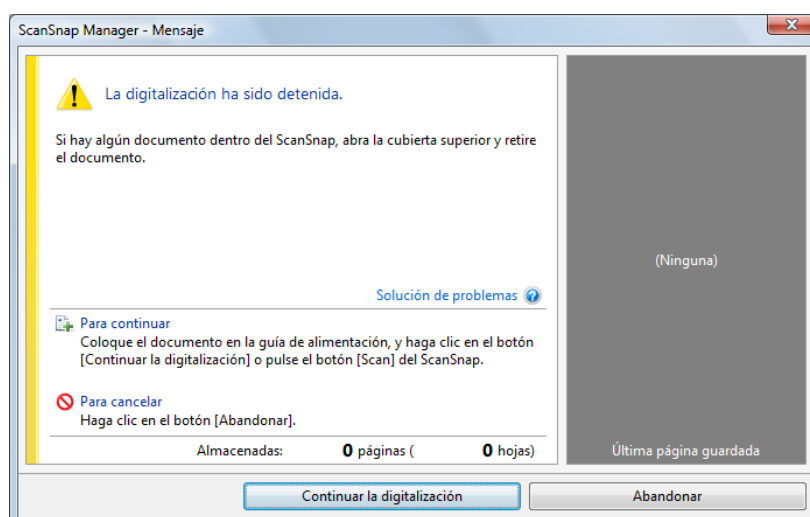 ScanSnap Manager - Mensaje
La digitalización ha sido detenida.
Si hay algún documento dentro del ScanSnap, abra la cubierta superior y retire
el documento.
(Ninguna)
Solución de problemas
Para continuar
Coloque el documento en la guía de alimentación, y haga clic en el botón
[Continuar la digitalización] o pulse el botón [Scan] del ScanSnap.
Para cancelar
Haga clic en el botón [Abandonar].
Almacenadas: 0 páginas ( 0 hojas)
Última página guardada
Continuar la digitalización
Abandonar